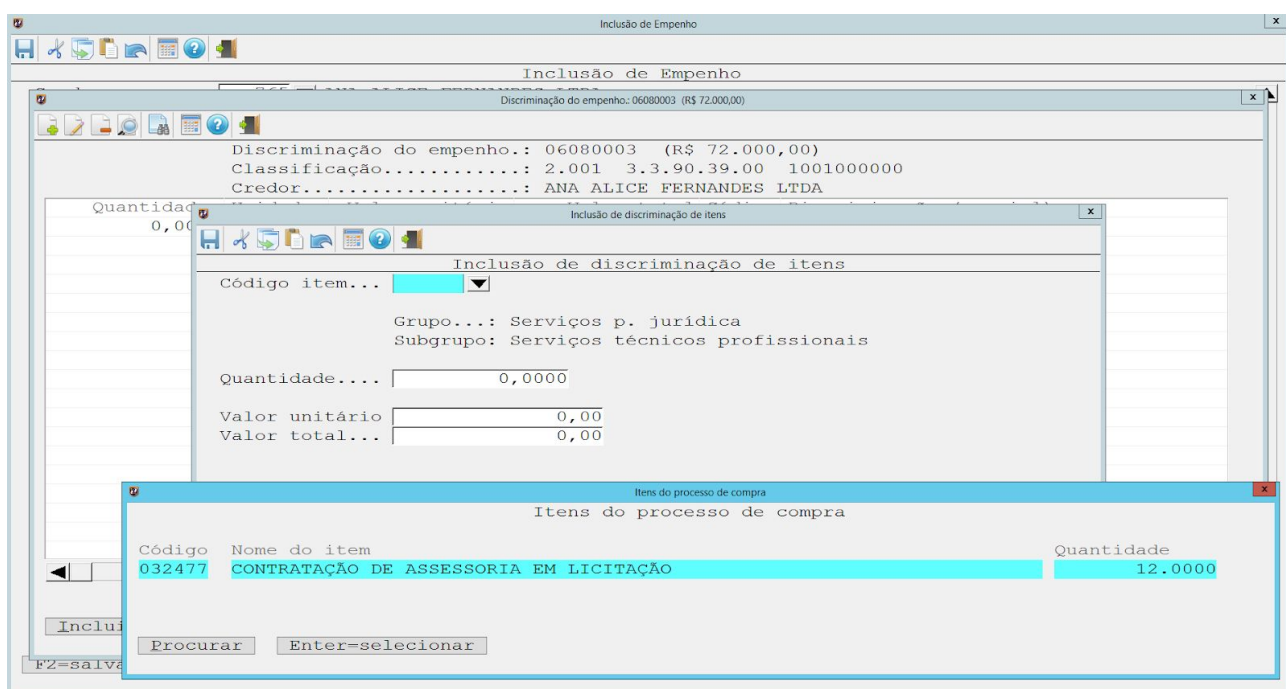 Inclusão de Empenho
x
Inclusão de Empenho
Discriminação do empenho.: 06080003 (R$ 72.000,00)
x
Discriminação do empenho.: 06080003 (R$ 72.000,00)
Classificação............: 2.001 3.3.90.39.00 1001000000
Credor...................: ANA ALICE FERNANDES LTDA
Inclusão de discriminação de itens
x
0,00
Inclusão de discriminação de itens
Código item...
Grupo...: Serviços p. jurídica
Subgrupo: Serviços técnicos profissionais
Quantidade.... 0,0000
Valor unitário 0,00
Valor total... 0,00
Itens do processo de compra
x
Itens do processo de compra
Código Nome do item Quantidade
032477 CONTRATAÇÃO DE ASSESSORIA EM LICITAÇÃO 12.0000
Inclui
Procurar Enter=selecionar
F2=salva